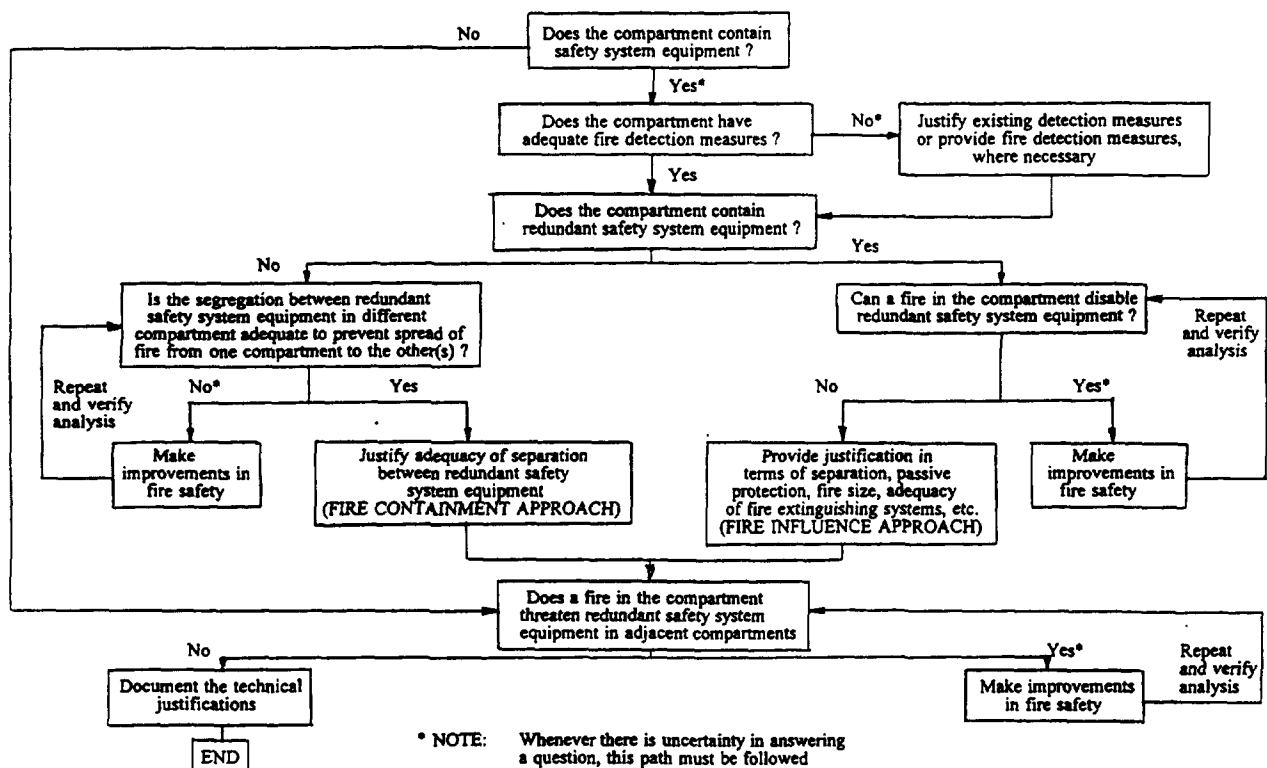 No
Does the compartment contain
safety system equipment ?
Yes*
Does the compartment have
adequate fire detection measures ?
No*
Justify existing detection measures
or provide fire detection measures,
where necessary
Yes
Does the compartment contain
redundant safety system equipment ?
No
Yes
Is the segregation between redundant
safety system equipment in different
compartment adequate to prevent spread of
fire from one compartment to the other(s) ?
Can a fire in the compartment disable
redundant safety system equipment ?
Repeat
and verify
analysis
Repeat
and verify
analysis
No*
Yes
No
Yes*
Make
improvements in
fire safety
Justify adequacy of separation
between redundant safety
system equipment
(FIRE CONTAINMENT APPROACH)
Provide justification in
terms of separation, passive
protection, fire size, adequacy
of fire extinguishing systems, etc.
(FIRE INFLUENCE APPROACH)
Make
improvements in
fire safety
Does a fire in the compartment
threaten redundant safety system
equipment in adjacent compartments
No
Yes*
Repeat
and verify
analysis
Document the technical
justifications
Make improvements
in fire safety
END
* NOTE: Whenever there is uncertainty in answering
a question, this path must be followed